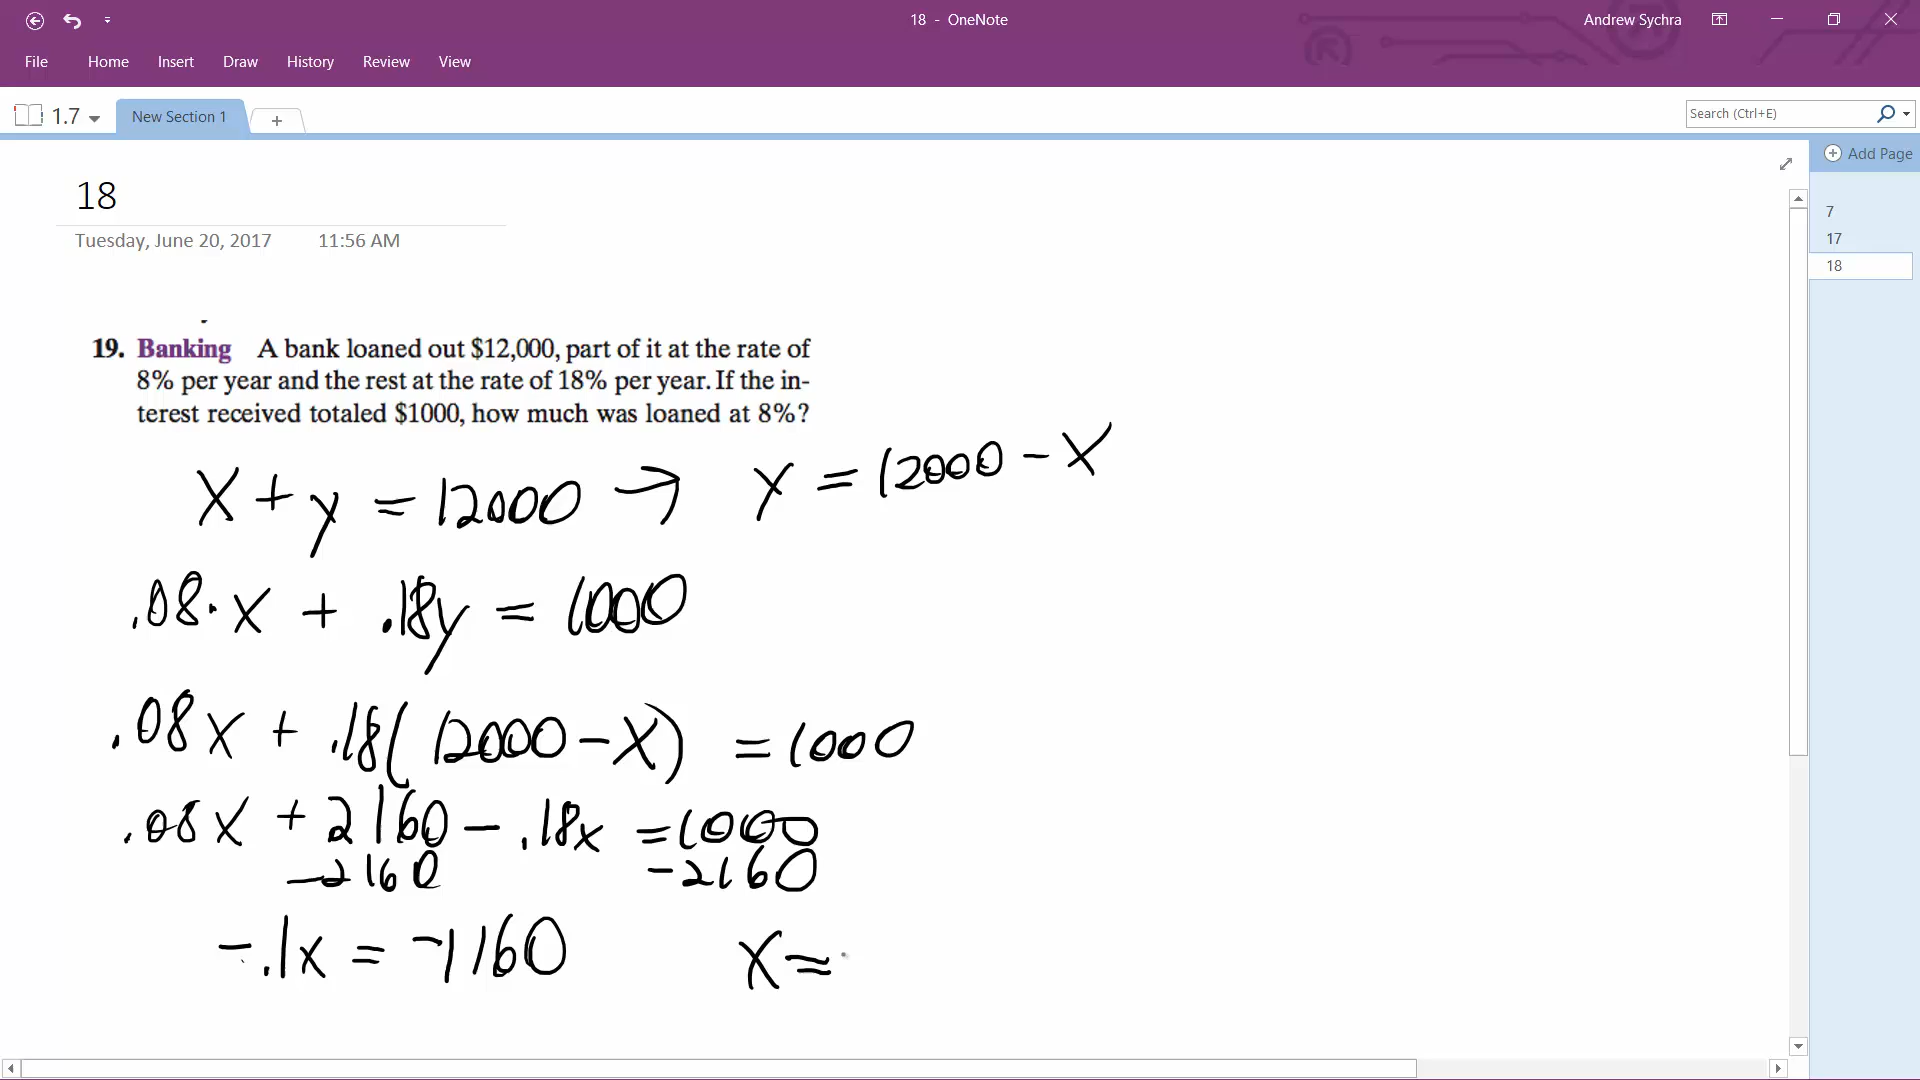 18 - OneNote
Andrew Sychra
File Home Insert Draw History Review View
1.7 New Section 1 +
Search (Ctrl+E)
Add Page
7
17
18
18
Tuesday, June 20, 2017 11:56 AM
19. Banking A bank loaned out $12,000, part of it at the rate of
8% per year and the rest at the rate of 18% per year. If the in-
terest received totaled $1000, how much was loaned at 8%?
X + y = 12000 → y = 12000 - X
.08 · x + .18y = 1000
.08x + .18(12000 - X) = 1000
.08x + 2160 - .18x = 1000
-2160 -2160
-.1x = -1160 X =